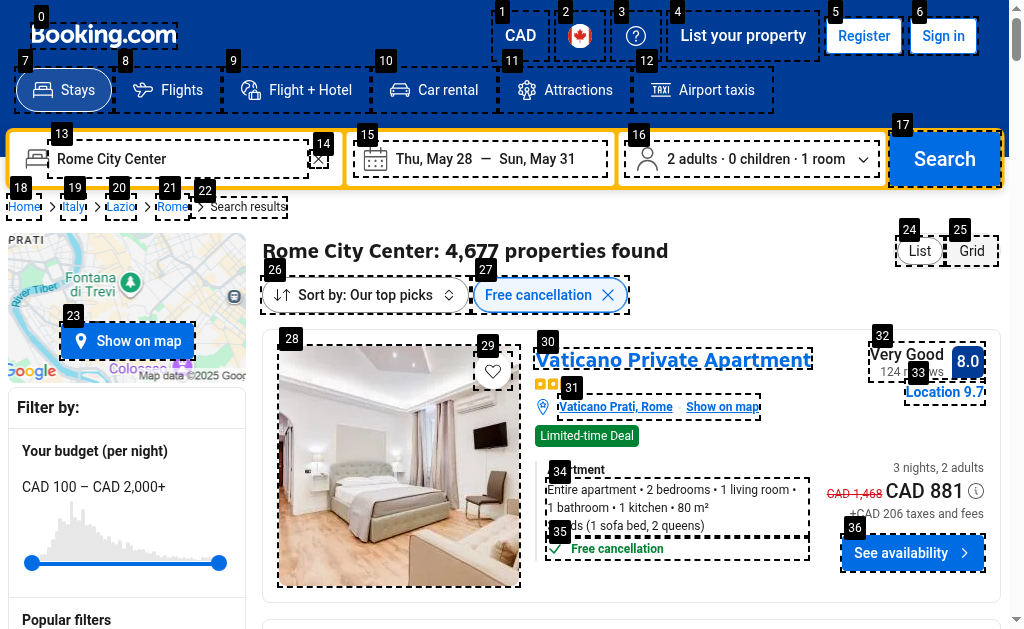 Booking.com
CAD
List your property
Register
Sign in
Stays
Flights
Flight + Hotel
Car rental
Attractions
Airport taxis
Rome City Center
Thu, May 28 — Sun, May 31
2 adults · 0 children · 1 room
Search
Home > Italy > Lazio > Rome > Search results
PRATI
Fontana
di Trevi
River Tiber
Show on map
Google
Map data ©2025
Rome City Center: 4,677 properties found
List
Grid
Sort by: Our top picks
Free cancellation
Filter by:
Your budget (per night)
CAD 100 – CAD 2,000+
Popular filters
Vaticano Private Apartment
Very Good
124
8.0
Location 9.7
Vaticano Prati, Rome · Show on map
Limited-time Deal
Entire apartment • 2 bedrooms • 1 living room •
1 bathroom • 1 kitchen • 80 m²
(1 sofa bed, 2 queens)
Free cancellation
3 nights, 2 adults
CAD 1,468 CAD 881
+CAD 206 taxes and fees
See availability
0
1
2
3
4
5
6
7
8
9
10
11
12
13
14
15
16
17
18
19
20
21
22
23
24
25
26
27
28
29
30
31
32
33
34
35
36